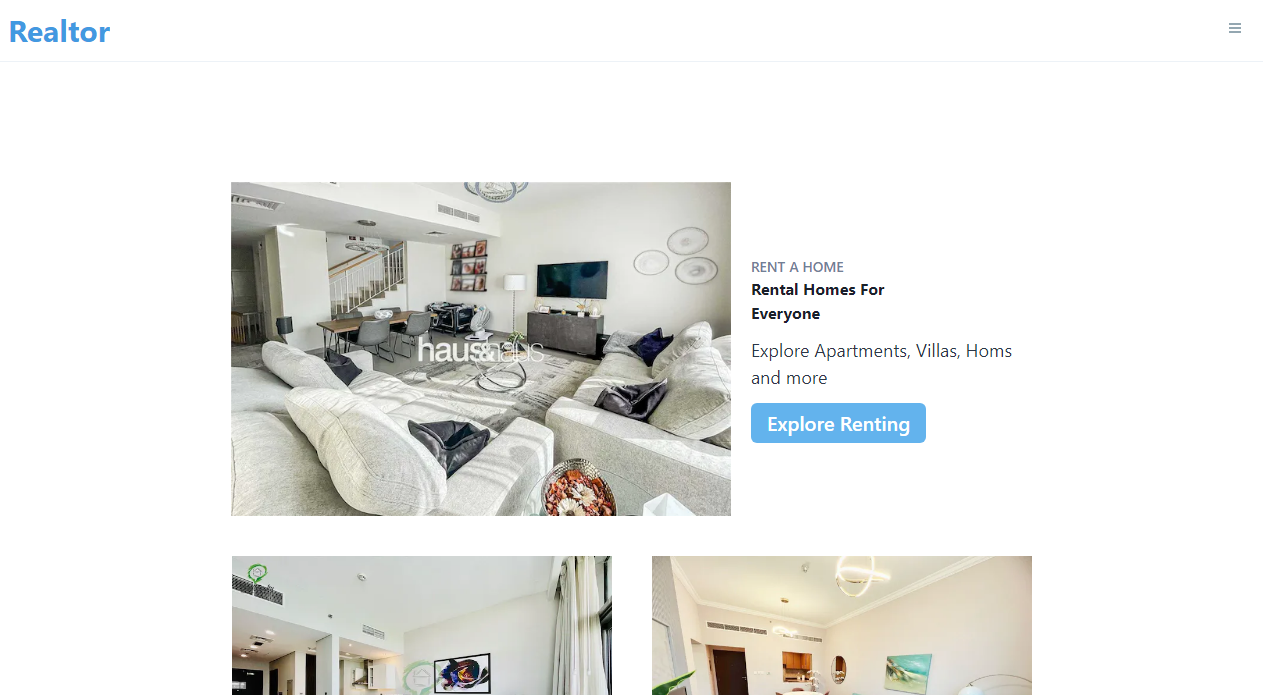 Realtor
RENT A HOME
Rental Homes For
Everyone
Explore Apartments, Villas, Homs
and more
Explore Renting
haus&haus